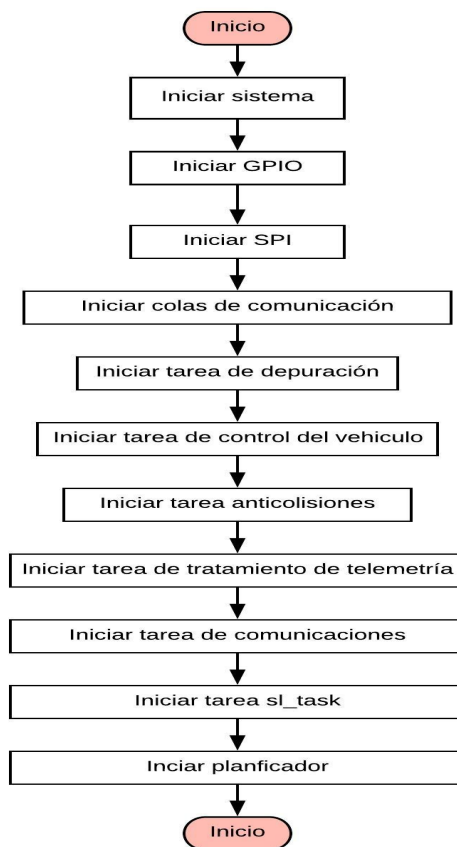 Inicio
Iniciar sistema
Iniciar GPIO
Iniciar SPI
Iniciar colas de comunicación
Iniciar tarea de depuración
Iniciar tarea de control del vehiculo
Iniciar tarea anticolisiones
Iniciar tarea de tratamiento de telemetría
Iniciar tarea de comunicaciones
Iniciar tarea sl_task
Inciar planficador
Inicio